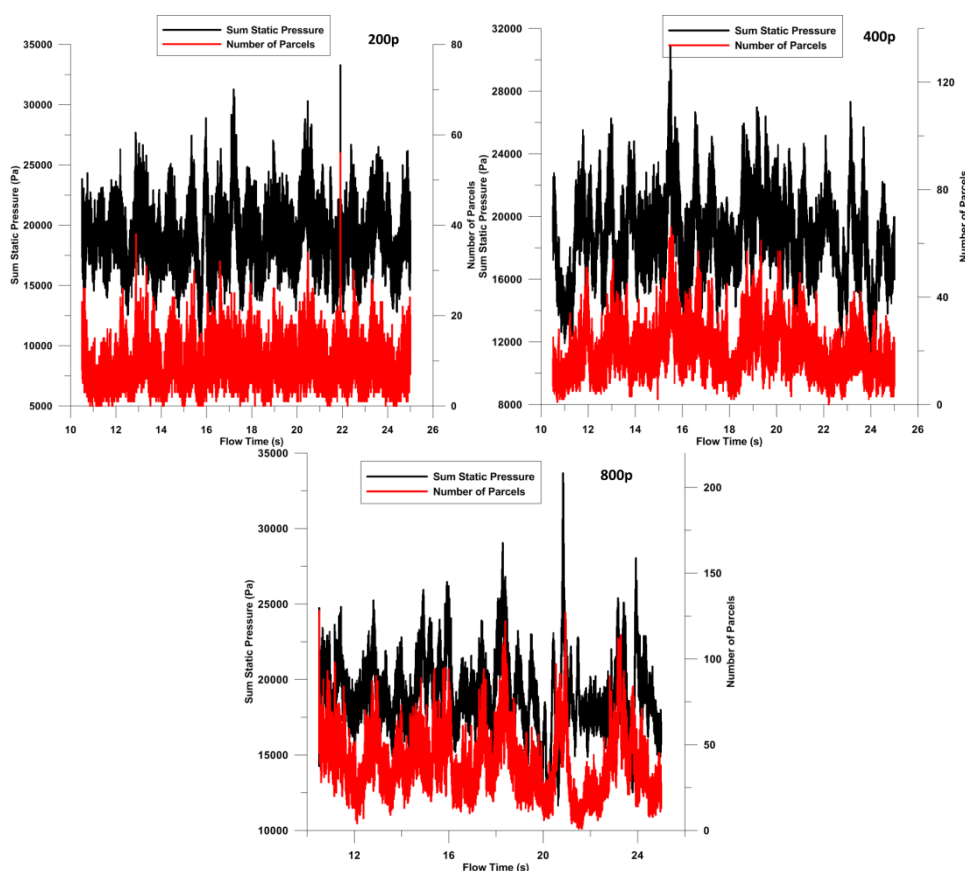 Sum Static Pressure
Number of Parcels
200p
35000
30000
25000
20000
15000
10000
5000
Sum Static Pressure (Pa)
80
60
40
20
0
Number of Parcels
10 12 14 16 18 20 22 24 26
Flow Time (s)
Sum Static Pressure
Number of Parcels
400p
32000
28000
24000
20000
16000
12000
8000
Sum Static Pressure (Pa)
120
80
40
0
Number of Parcels
10 12 14 16 18 20 22 24 26
Flow Time (s)
Sum Static Pressure
Number of Parcels
800p
35000
30000
25000
20000
15000
10000
Sum Static Pressure (Pa)
200
150
100
50
0
Number of Parcels
12 16 20 24
Flow Time (s)